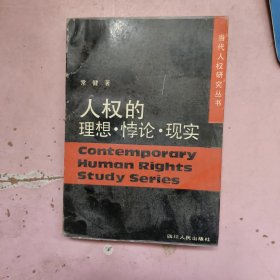 当代人权研究丛书
常健 著
人权的
理想·悖论·现实
Contemporary
Human Rights
Study Series
四川人民出版社